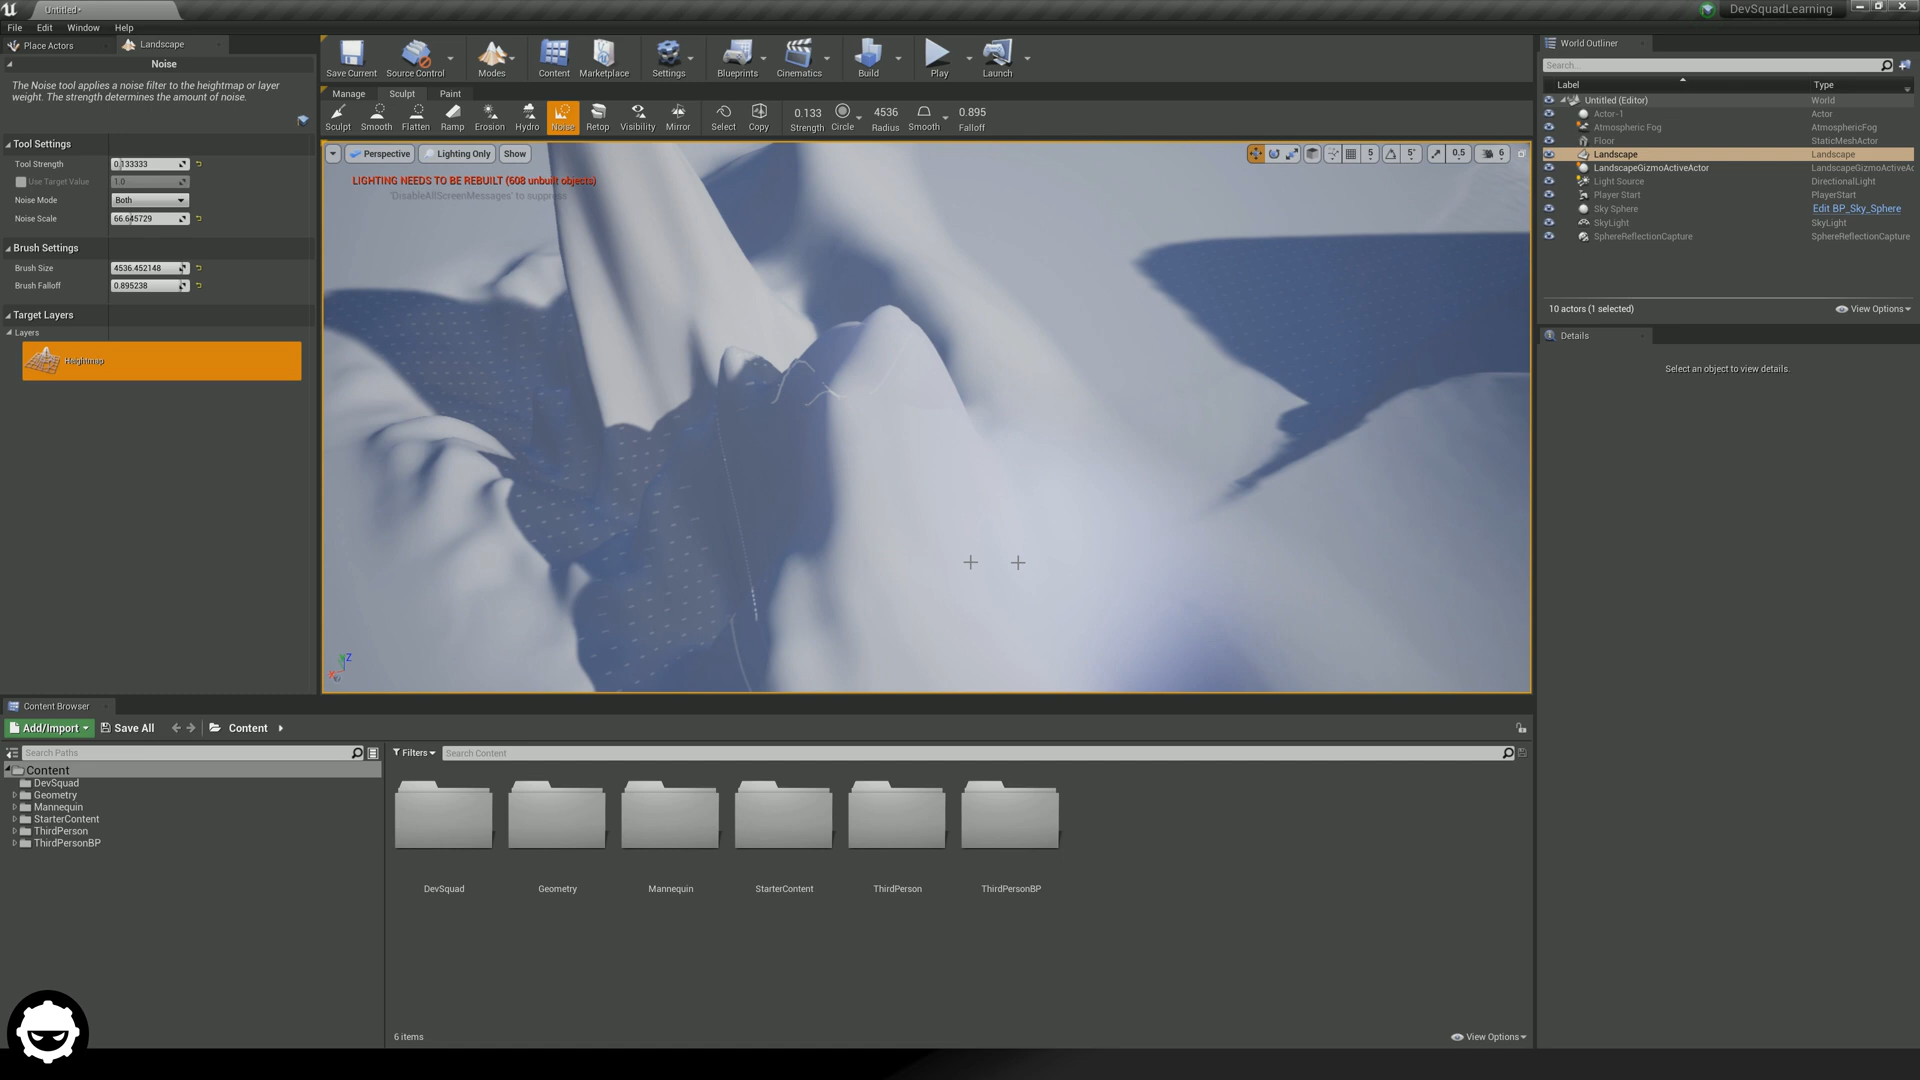 Untitled*
DevSquadLearning
File Edit Window Help
Place Actors
Landscape
Noise
The Noise tool applies a noise filter to the heightmap or layer
weight. The strength determines the amount of noise.
Tool Settings
Tool Strength 0.133333
Use Target Value 1.0
Noise Mode Both
Noise Scale 66.645729
Brush Settings
Brush Size 4536.452148
Brush Falloff 0.895238
Target Layers
Layers
Heightmap
Save Current Source Control Modes Content Marketplace Settings Blueprints Cinematics Build Play Launch
Manage Sculpt Paint
Sculpt Smooth Flatten Ramp Erosion Hydro Noise Retop Visibility Mirror Select Copy
0.133 4536 0.895
Strength Circle Radius Smooth Falloff
Perspective Lighting Only Show
5 5° 0.5 6
LIGHTING NEEDS TO BE REBUILT (608 unbuilt objects)
'DisableAllScreenMessages' to suppress
Z
X
World Outliner
Search...
Label Type
Untitled (Editor) World
Actor-1 Actor
Atmospheric Fog AtmosphericFog
Floor StaticMeshActor
Landscape Landscape
LandscapeGizmoActiveActor LandscapeGizmoActiveAc
Light Source DirectionalLight
Player Start PlayerStart
Sky Sphere Edit BP_Sky_Sphere
SkyLight SkyLight
SphereReflectionCapture SphereReflectionCapture
10 actors (1 selected) View Options
Details
Select an object to view details.
Content Browser
Add/Import Save All Content
Search Paths
Content
DevSquad
Geometry
Mannequin
StarterContent
ThirdPerson
ThirdPersonBP
Filters Search Content
DevSquad Geometry Mannequin StarterContent ThirdPerson ThirdPersonBP
6 items View Options